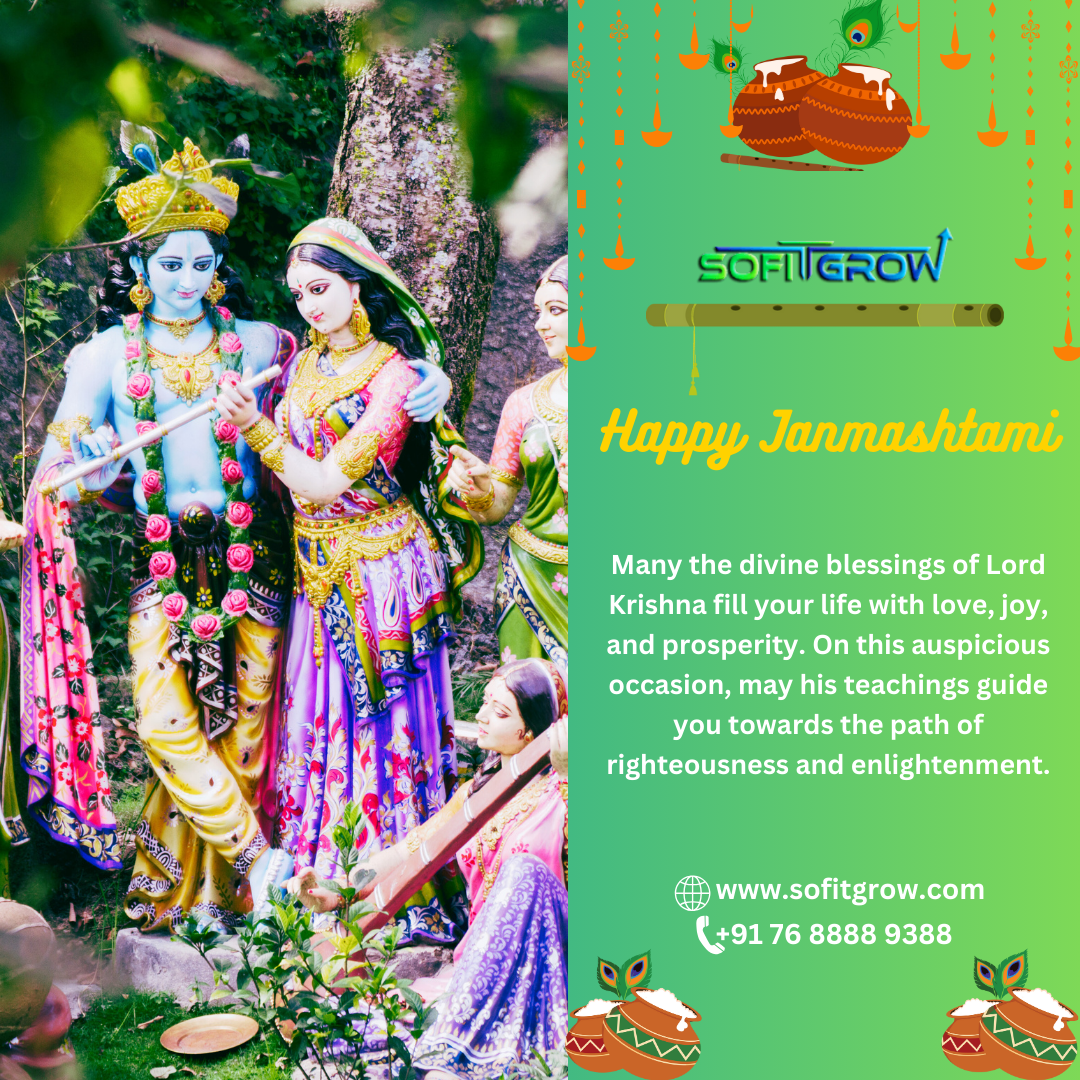 SOFITGROW
Happy Janmashtami
Many the divine blessings of Lord
Krishna fill your life with love, joy,
and prosperity. On this auspicious
occasion, may his teachings guide
you towards the path of
righteousness and enlightenment.
www.sofitgrow.com
+91 76 8888 9388